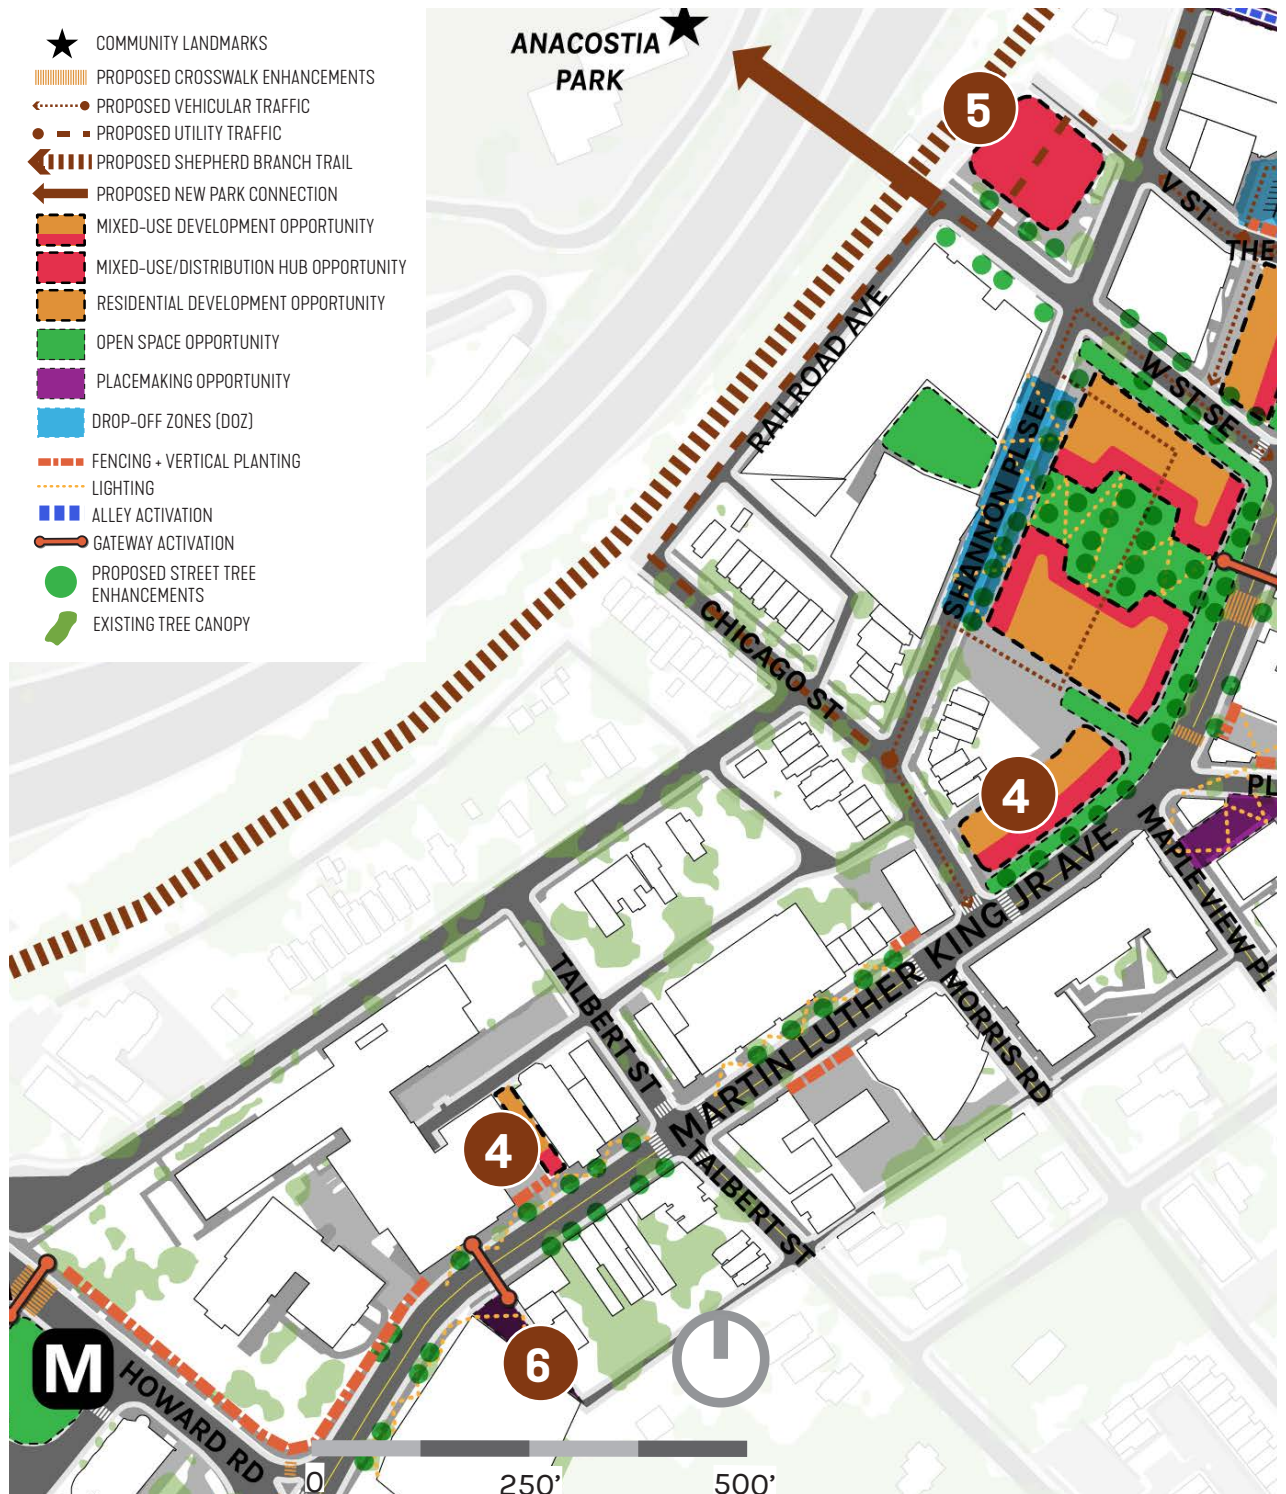 COMMUNITY LANDMARKS
PROPOSED CROSSWALK ENHANCEMENTS
PROPOSED VEHICULAR TRAFFIC
PROPOSED UTILITY TRAFFIC
PROPOSED SHEPHERD BRANCH TRAIL
PROPOSED NEW PARK CONNECTION
MIXED-USE DEVELOPMENT OPPORTUNITY
MIXED-USE/DISTRIBUTION HUB OPPORTUNITY
RESIDENTIAL DEVELOPMENT OPPORTUNITY
OPEN SPACE OPPORTUNITY
PLACEMAKING OPPORTUNITY
DROP-OFF ZONES (DOZ)
FENCING + VERTICAL PLANTING
LIGHTING
ALLEY ACTIVATION
GATEWAY ACTIVATION
PROPOSED STREET TREE
ENHANCEMENTS
EXISTING TREE CANOPY
ANACOSTIA
PARK
5
V ST
THE
RAILROAD AVE
W ST SE
SHANNON PL SE
CHICAGO ST
4
PL
MAPLE VIEW PL
MARTIN LUTHER KING JR AVE
MORRIS RD
TALBERT ST
4
TALBERT ST
6
M
HOWARD RD
0
250'
500'